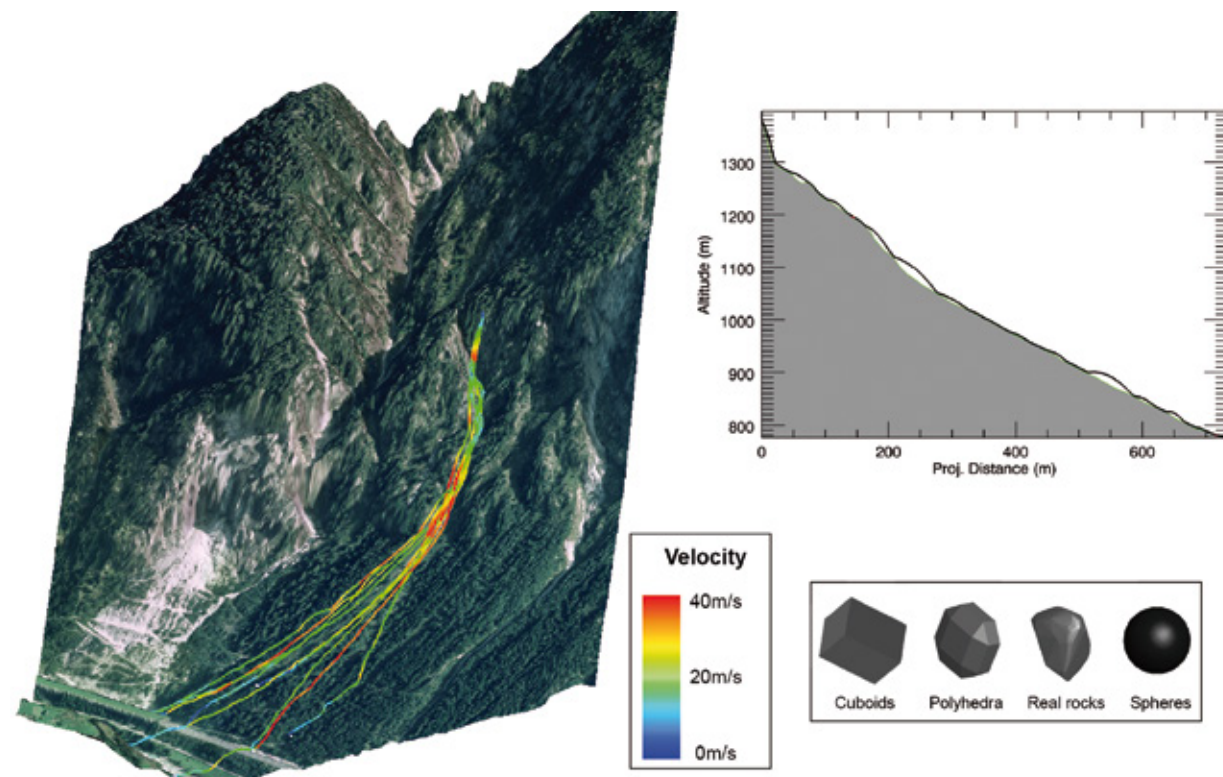 1300
1200
1100
1000
900
800
Altitude (m)
0
200
400
600
Proj. Distance (m)
Velocity
40m/s
20m/s
0m/s
Cuboids
Polyhedra
Real rocks
Spheres